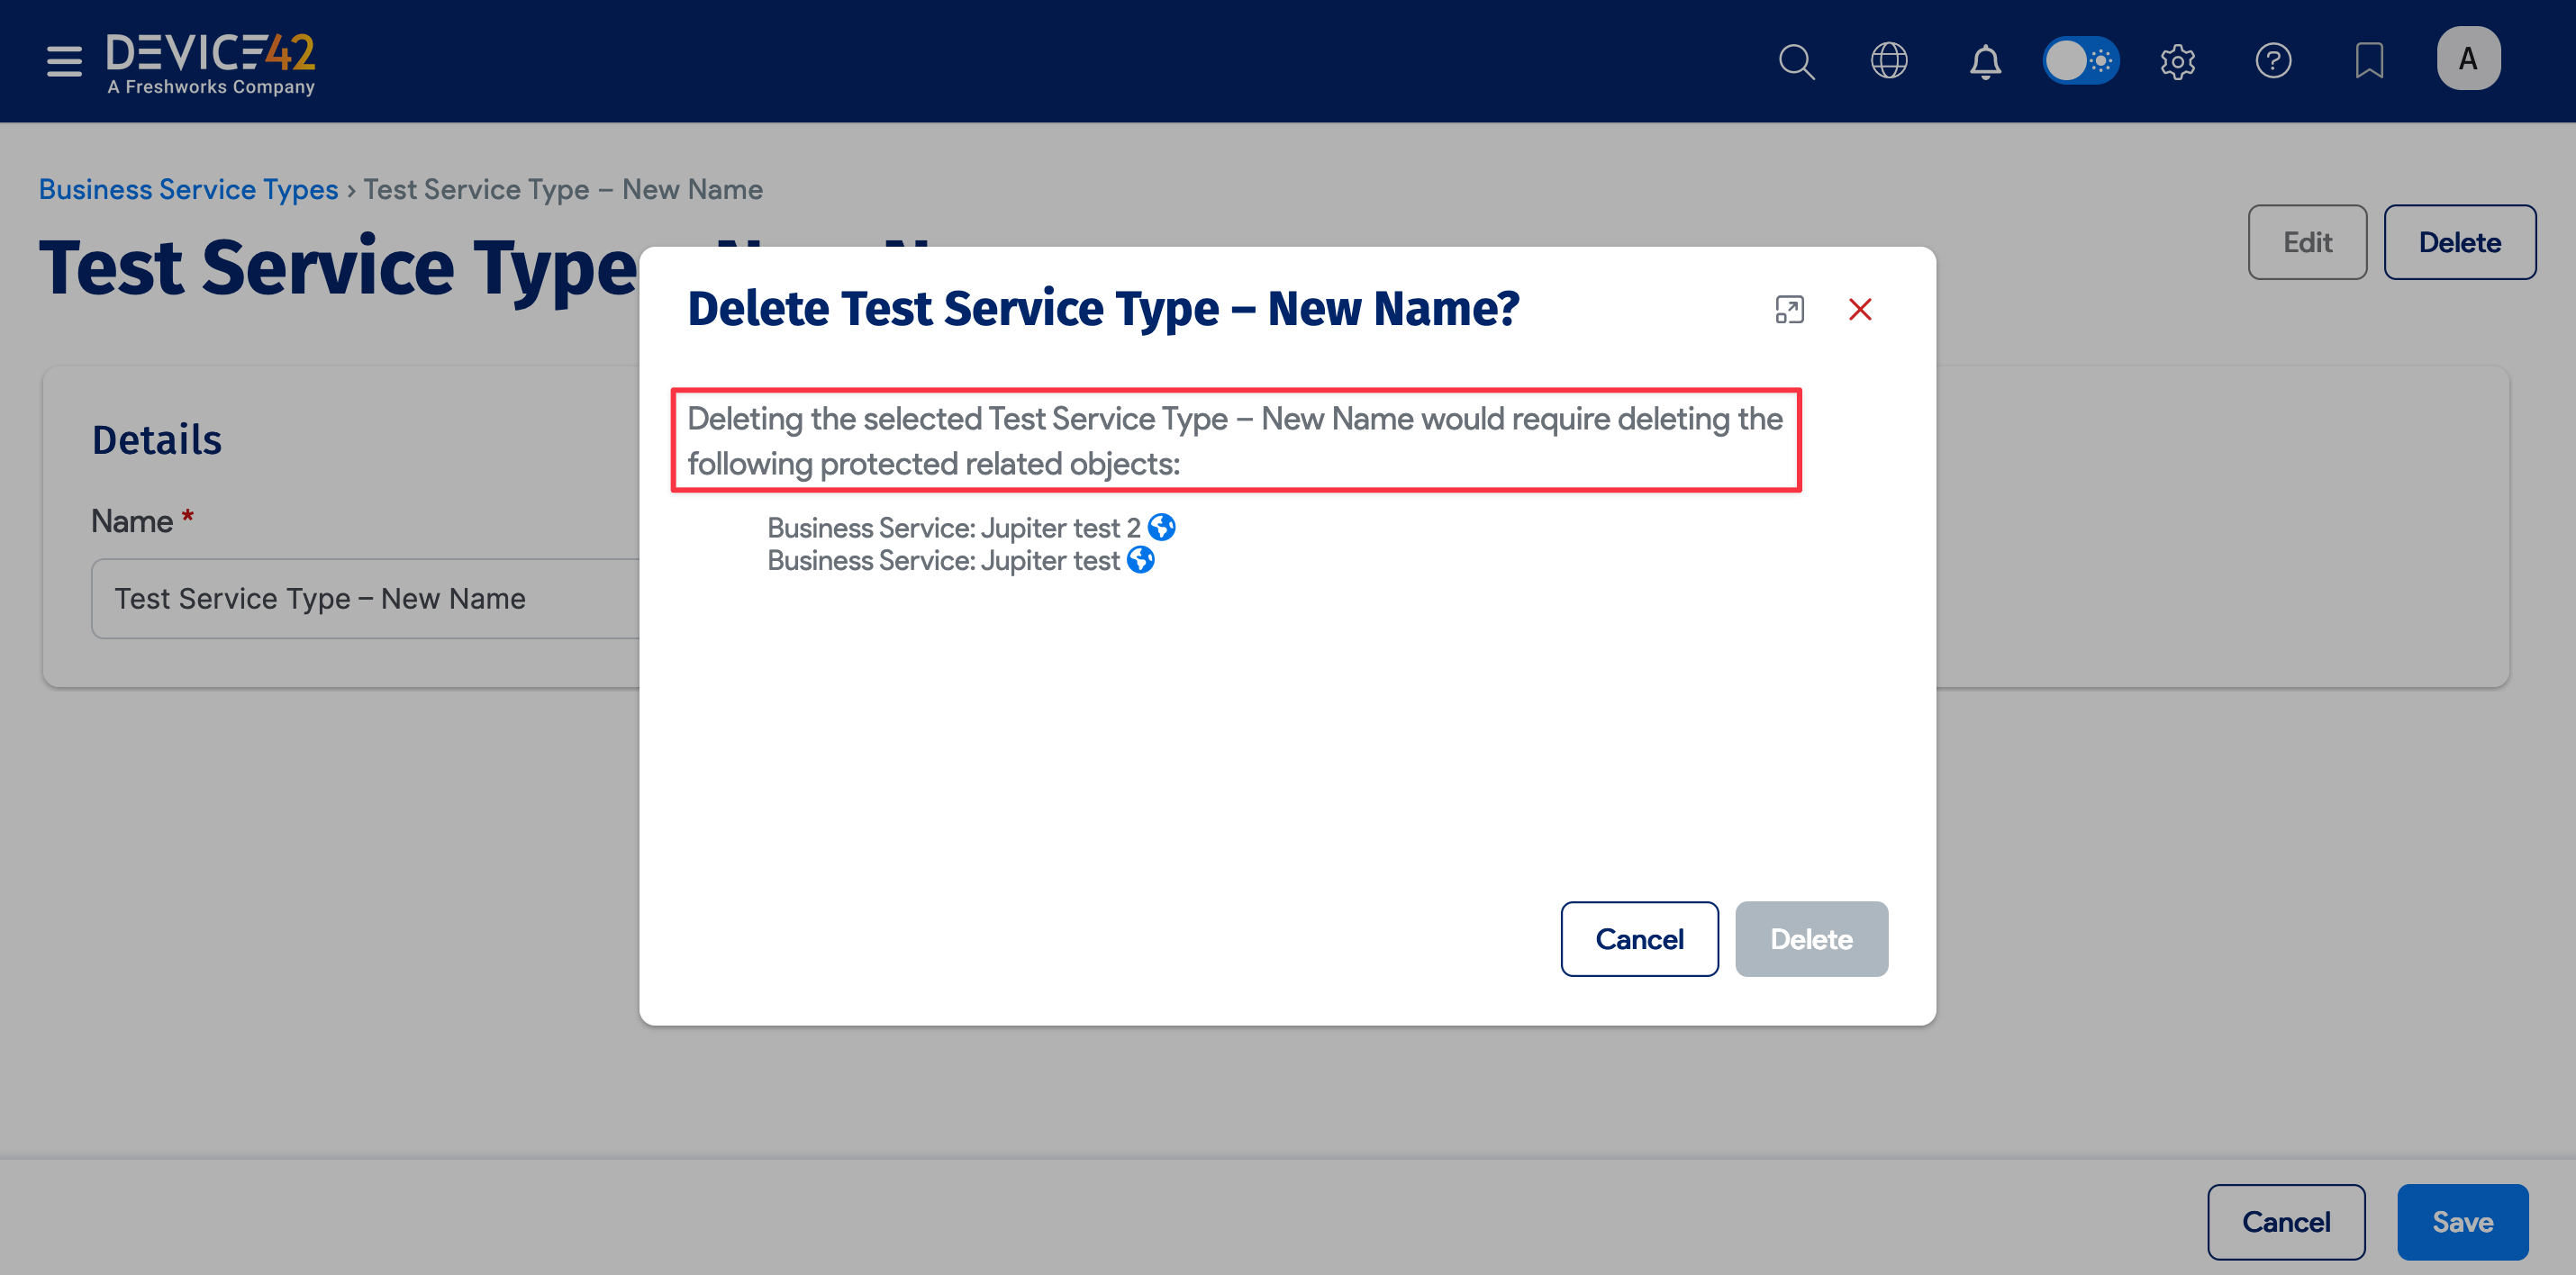 DEVICE42
A Freshworks Company
A
Business Service Types › Test Service Type – New Name
Test Service Type
Edit
Delete
Details
Name *
Test Service Type – New Name
Delete Test Service Type – New Name?
Deleting the selected Test Service Type – New Name would require deleting the
following protected related objects:
Business Service: Jupiter test 2
Business Service: Jupiter test
Cancel
Delete
Cancel
Save